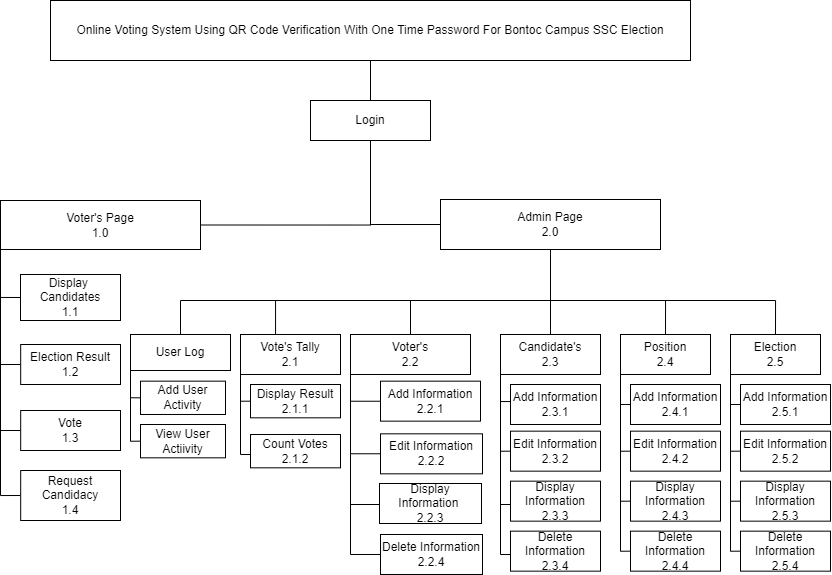 Online Voting System Using QR Code Verification With One Time Password For Bontoc Campus SSC Election
Login
Voter's Page
1.0
Admin Page
2.0
Display
Candidates
1.1
Election Result
1.2
Vote
1.3
Request
Candidacy
1.4
User Log
Add User
Activity
View User
Actiivity
Vote's Tally
2.1
Display Result
2.1.1
Count Votes
2.1.2
Voter's
2.2
Add Information
2.2.1
Edit Information
2.2.2
Display
Information
2.2.3
Delete Information
2.2.4
Candidate's
2.3
Add Information
2.3.1
Edit Information
2.3.2
Display
Information
2.3.3
Delete
Information
2.3.4
Position
2.4
Add Information
2.4.1
Edit Information
2.4.2
Display
Information
2.4.3
Delete
Information
2.4.4
Election
2.5
Add Information
2.5.1
Edit Information
2.5.2
Display
Information
2.5.3
Delete
Information
2.5.4